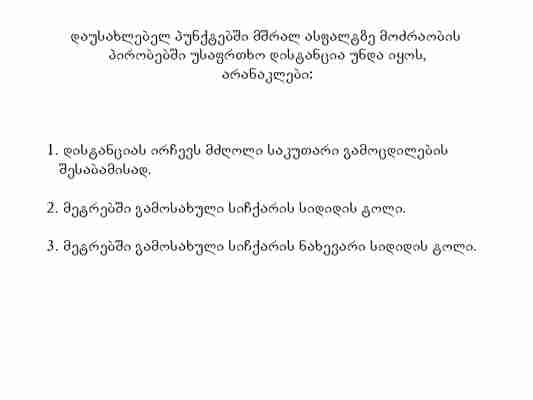 დაუსახლებელ პუნქტებში მშრალ ასფალტზე მოძრაობის
პირობებში უსაფრთხო დისტანცია უნდა იყოს,
არანაკლები:
1. დისტანციას ირჩევს მძღოლი საკუთარი გამოცდილების
შესაბამისად.
2. მეტრებში გამოსახული სიჩქარის სიდიდის ტოლი.
3. მეტრებში გამოსახული სიჩქარის ნახევარი სიდიდის ტოლი.